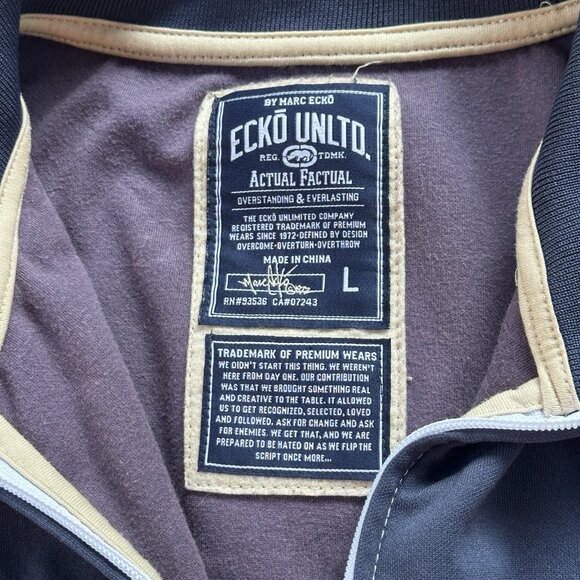 BY MARC ECKŌ
ECKŌ UNLTD.
REG. TDMK.
ACTUAL FACTUAL
OVERSTANDING & EVERLASTING
THE ECKŌ UNLIMITED COMPANY
REGISTERED TRADEMARK OF PREMIUM
WEARS SINCE 1972·DEFINED BY DESIGN
OVERCOME·OVERTURN·OVERTHROW
MADE IN CHINA
Marc Ecko
L
RN#93536 CA#07243
TRADEMARK OF PREMIUM WEARS
WE DIDN'T START THIS THING. WE WEREN'T
HERE FROM DAY ONE. OUR CONTRIBUTION
WAS THAT WE BROUGHT SOMETHING REAL
AND CREATIVE TO THE TABLE. IT ALLOWED
US TO GET RECOGNIZED, SELECTED, LOVED
AND FOLLOWED. ASK FOR CHANGE AND ASK
FOR ENEMIES. WE GET THAT, AND WE ARE
PREPARED TO BE HATED ON AS WE FLIP THE
SCRIPT ONCE MORE...